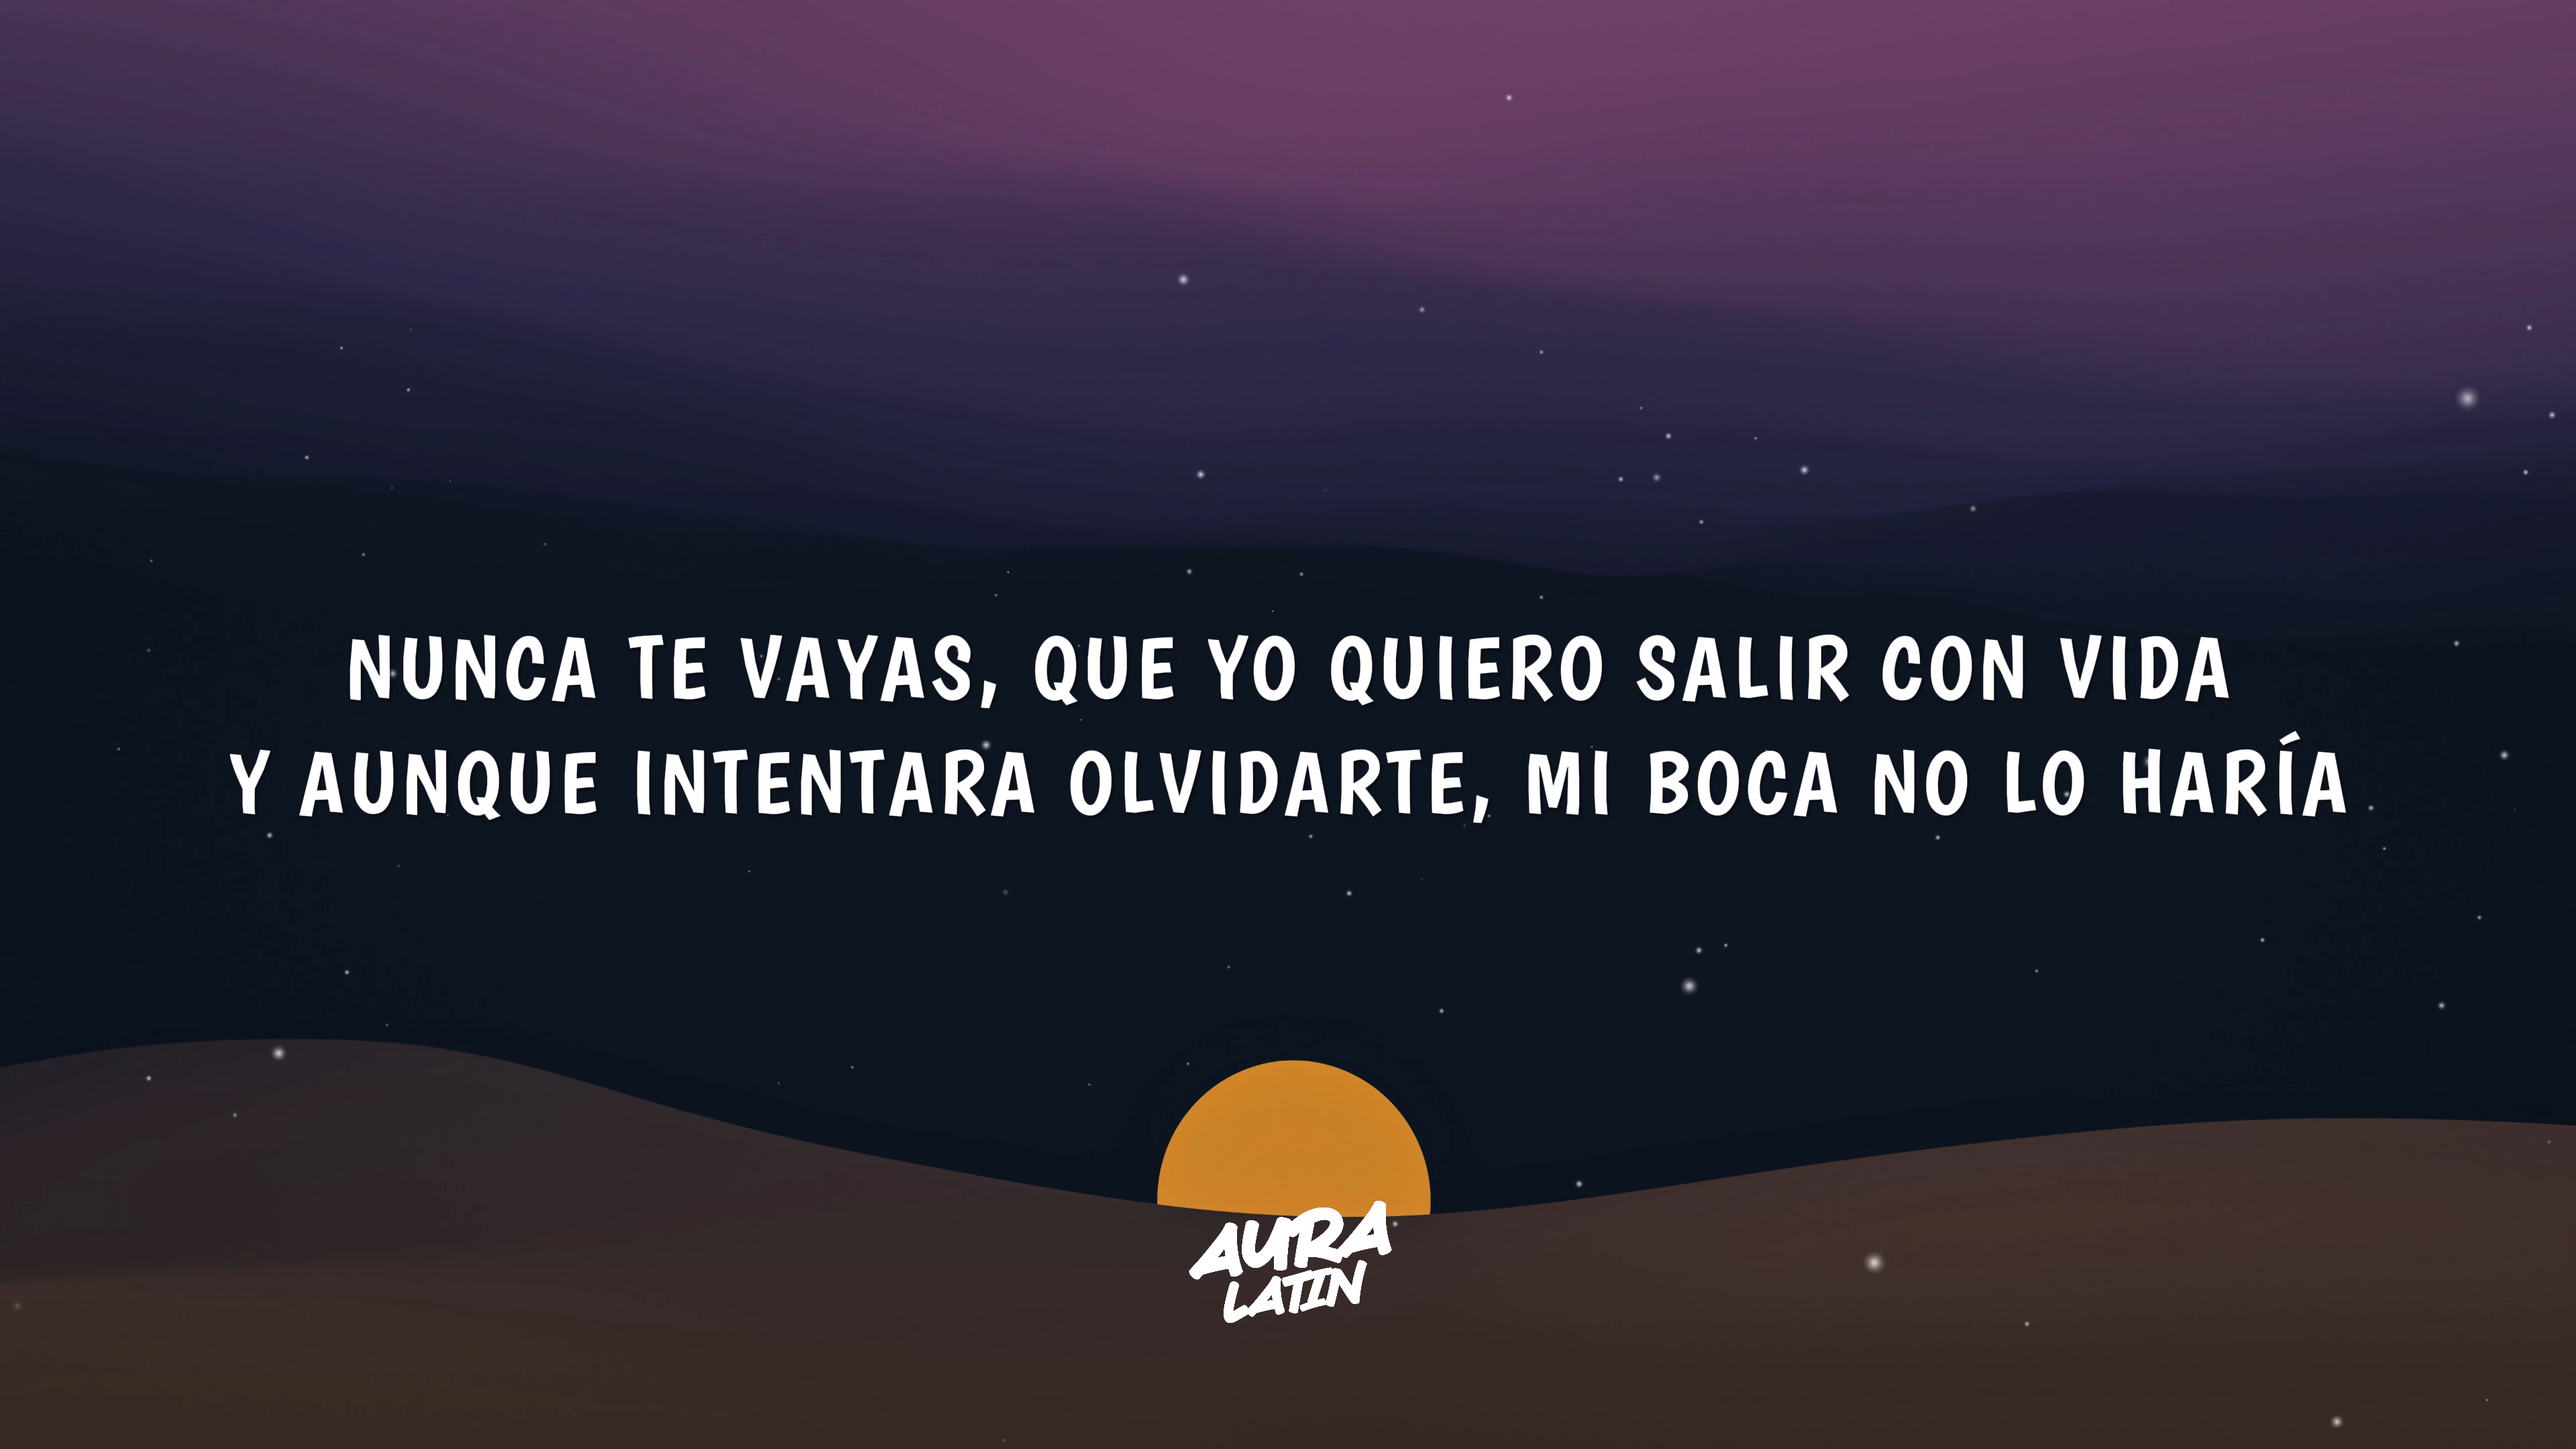 NUNCA TE VAYAS, QUE YO QUIERO SALIR CON VIDA
Y AUNQUE INTENTARA OLVIDARTE, MI BOCA NO LO HARÍA
AURA
LATIN